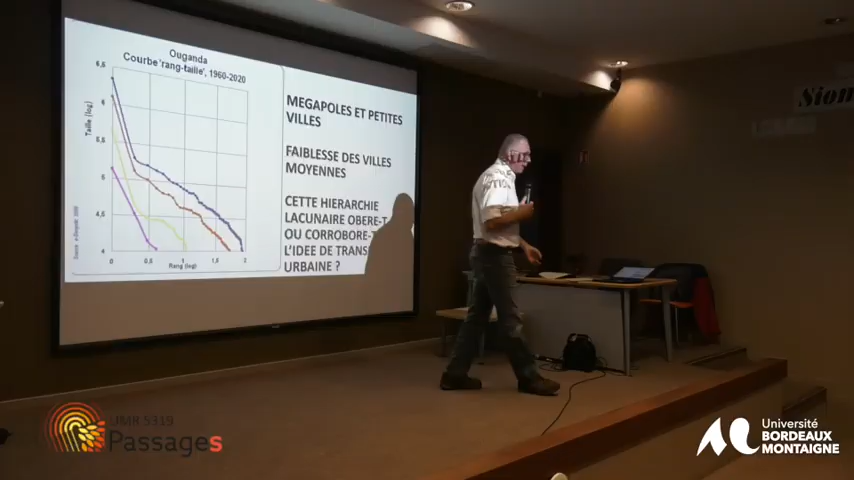 Ouganda
Courbe 'rang-taille', 1960-2020
6,5
6
5,5
5
4,5
4
Taille (log)
0
0,5
1
1,5
2
Rang (log)
MEGAPOLES ET PETITES
VILLES
FAIBLESSE DES VILLES
MOYENNES
CETTE HIERARCHIE
LACUNAIRE OBERE-T
OU CORROBORE-T
L'IDEE DE TRANS
URBAINE ?
UMR 5319
Passages
Université
BORDEAUX
MONTAIGNE